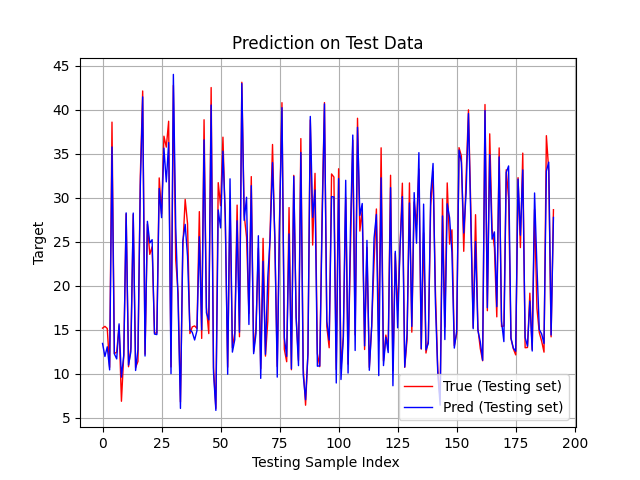 Prediction on Test Data
45
40
35
30
25
20
15
10
5
Target
True (Testing set)
Pred (Testing set)
0 25 50 75 100 125 150 175 200
Testing Sample Index